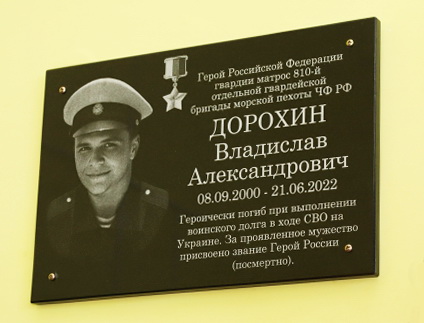 Герой Российской Федерации
гвардии матрос 810-й
отдельной гвардейской
бригады морской пехоты ЧФ РФ
ДОРОХИН
Владислав
Александрович
08.09.2000 - 21.06.2022
Героически погиб при выполнении
воинского долга в ходе СВО на
Украине. За проявленное мужество
присвоено звание Герой России
(посмертно).